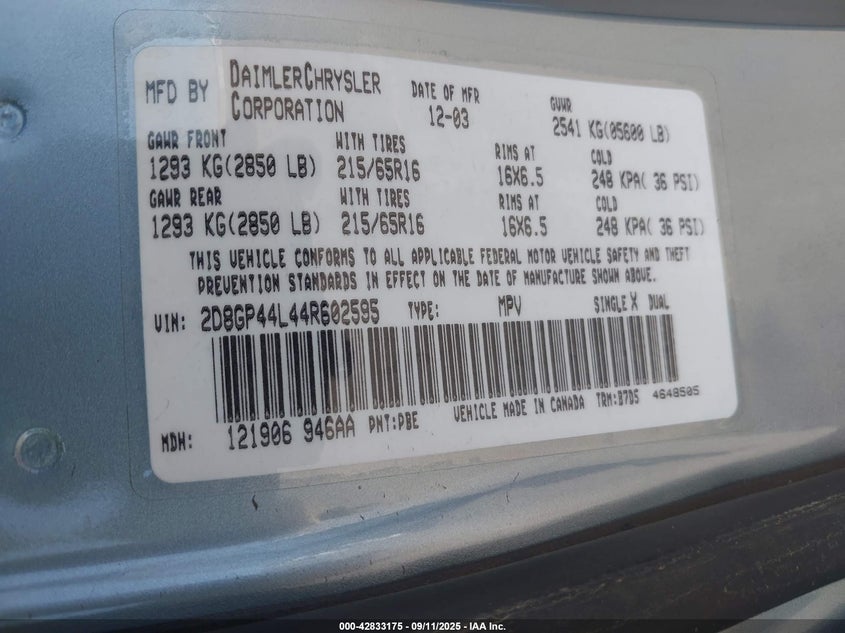 MFD BY DAIMLERCHRYSLER CORPORATION DATE OF MFR 12-03 GVWR 2541 KG(05600 LB)
GAWR FRONT WITH TIRES RIMS AT COLD
1293 KG(2850 LB) 215/65R16 16X6.5 248 KPA( 36 PSI)
GAWR REAR WITH TIRES RIMS AT COLD
1293 KG(2850 LB) 215/65R16 16X6.5 248 KPA( 36 PSI)
THIS VEHICLE CONFORMS TO ALL APPLICABLE FEDERAL MOTOR VEHICLE SAFETY AND THEFT
PREVENTION STANDARDS IN EFFECT ON THE DATE OF MANUFACTURE SHOWN ABOVE.
VIN: 2D8GP44L44R602595 TYPE: MPV SINGLE X DUAL
MDH: 121906 946AA PNT:PBE VEHICLE MADE IN CANADA TRM:B7D5 4648505
000-42833175 - 09/11/2025 - IAA Inc.